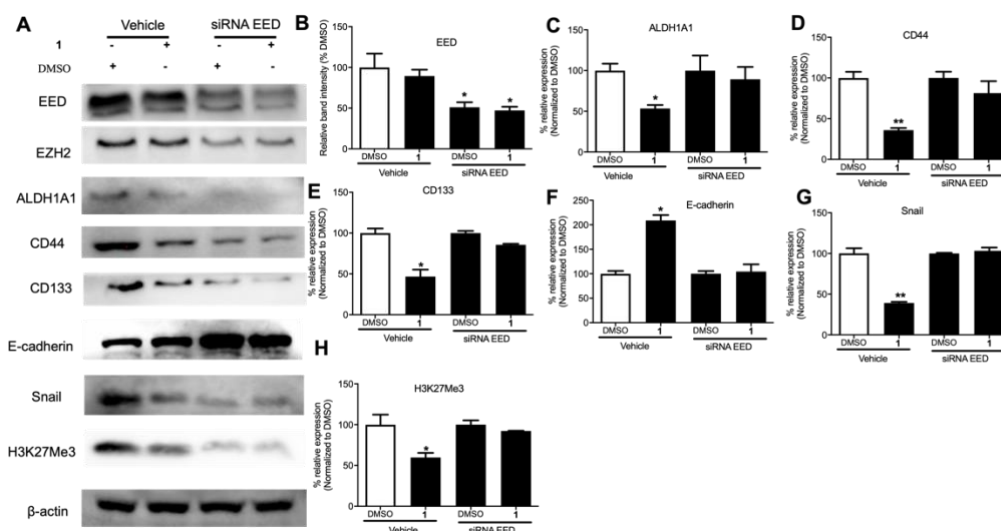 A
Vehicle siRNA EED
1 - + - +
DMSO + - + -
EED
EZH2
ALDH1A1
CD44
CD133
E-cadherin
Snail
H3K27Me3
β-actin
B
EED
Relative band intensity (% DMSO)
150
100
50
0
* *
DMSO 1 DMSO 1
Vehicle siRNA EED
C
ALDH1A1
% relative expression
(Normalized to DMSO)
150
100
50
0
*
DMSO 1 DMSO 1
Vehicle siRNA EED
D
CD44
% relative expression
(Normalized to DMSO)
150
100
50
0
**
DMSO 1 DMSO 1
Vehicle siRNA EED
E
CD133
% relative expression
(Normalized to DMSO)
150
100
50
0
*
DMSO 1 DMSO 1
Vehicle siRNA EED
F
E-cadherin
% relative expression
(Normalized to DMSO)
250
200
150
100
50
0
*
DMSO 1 DMSO 1
Vehicle siRNA EED
G
Snail
% relative expression
(Normalized to DMSO)
150
100
50
0
**
DMSO 1 DMSO 1
Vehicle siRNA EED
H
H3K27Me3
% relative expression
(Normalized to DMSO)
150
100
50
0
*
DMSO 1 DMSO 1
Vehicle siRNA EED